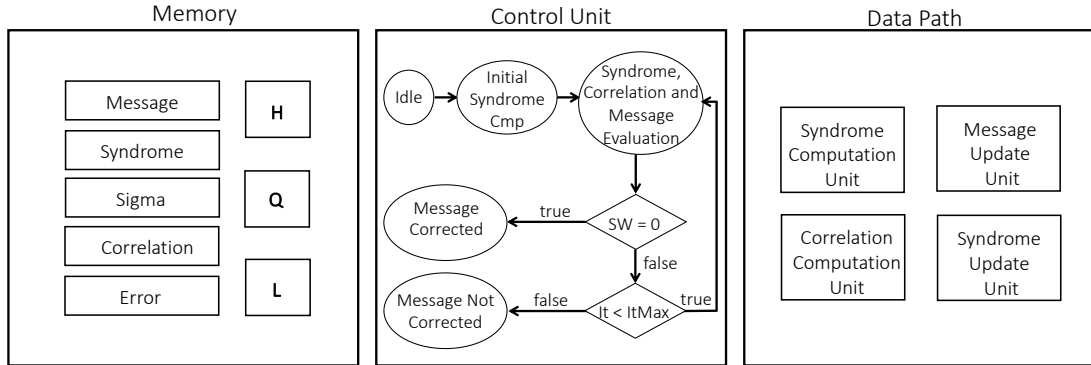 Memory
Message
Syndrome
Sigma
Correlation
Error
H
Q
L
Control Unit
Idle
Initial
Syndrome
Cmp
Syndrome,
Correlation and
Message
Evaluation
SW = 0
true
Message
Corrected
false
It < ItMax
true
false
Message Not
Corrected
Data Path
Syndrome
Computation
Unit
Message
Update
Unit
Correlation
Computation
Unit
Syndrome
Update
Unit